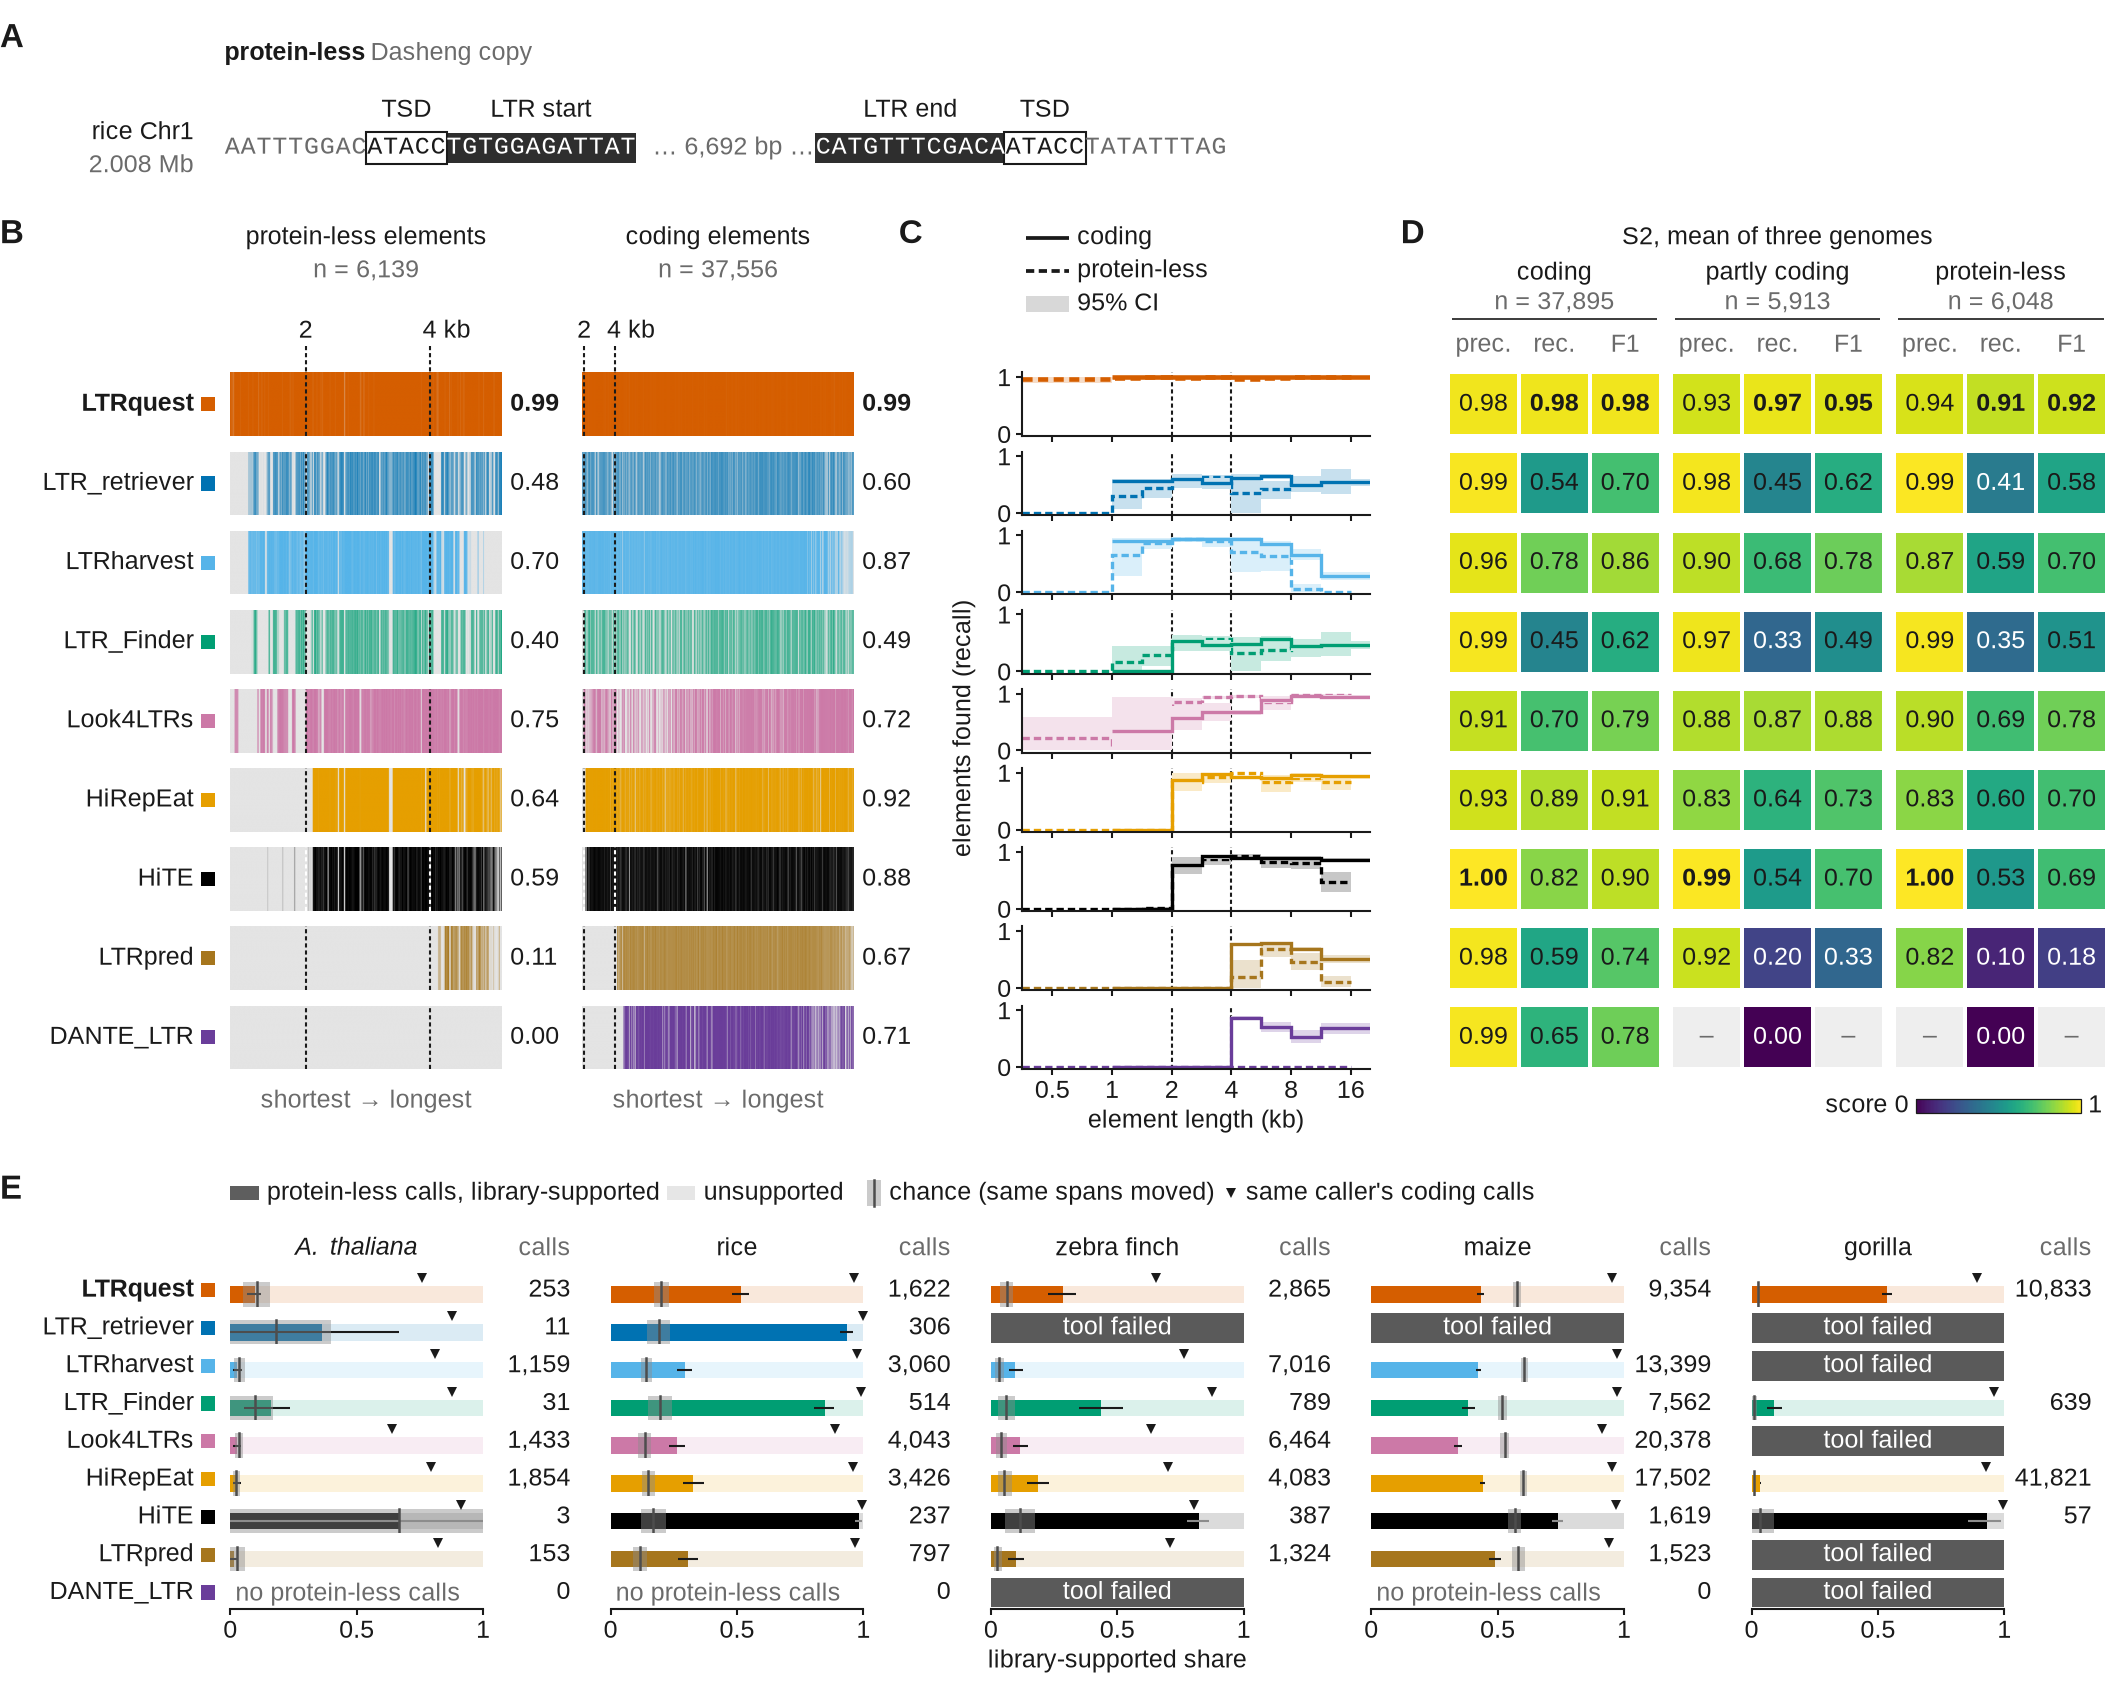 A
protein-less Dasheng copy
TSD LTR start LTR end TSD
rice Chr1
2.008 Mb
AATTTGGACATACCTGTGGAGATTAT ... 6,692 bp ... CATGTTTCGACAATACCTATATTTAG
B
protein-less elements coding elements
n = 6,139 n = 37,556
2 4 kb 2 4 kb
LTRquest 0.99 0.99
LTR_retriever 0.48 0.60
LTRharvest 0.70 0.87
LTR_Finder 0.40 0.49
Look4LTRs 0.75 0.72
HiRepEat 0.64 0.92
HiTE 0.59 0.88
LTRpred 0.11 0.67
DANTE_LTR 0.00 0.71
shortest → longest shortest → longest
C
coding
protein-less
95% CI
elements found (recall)
1
0
1
0
1
0
1
0
1
0
1
0
1
0
1
0
1
0
0.5 1 2 4 8 16
element length (kb)
D
S2, mean of three genomes
coding partly coding protein-less
n = 37,895 n = 5,913 n = 6,048
prec. rec. F1 prec. rec. F1 prec. rec. F1
0.98 0.98 0.98 0.93 0.97 0.95 0.94 0.91 0.92
0.99 0.54 0.70 0.98 0.45 0.62 0.99 0.41 0.58
0.96 0.78 0.86 0.90 0.68 0.78 0.87 0.59 0.70
0.99 0.45 0.62 0.97 0.33 0.49 0.99 0.35 0.51
0.91 0.70 0.79 0.88 0.87 0.88 0.90 0.69 0.78
0.93 0.89 0.91 0.83 0.64 0.73 0.83 0.60 0.70
1.00 0.82 0.90 0.99 0.54 0.70 1.00 0.53 0.69
0.98 0.59 0.74 0.92 0.20 0.33 0.82 0.10 0.18
0.99 0.65 0.78 – 0.00 – – 0.00 –
score 0 1
E
protein-less calls, library-supported unsupported chance (same spans moved) same caller's coding calls
A. thaliana calls rice calls zebra finch calls maize calls gorilla calls
LTRquest 253 1,622 2,865 9,354 10,833
LTR_retriever 11 306 tool failed tool failed tool failed
LTRharvest 1,159 3,060 7,016 13,399 tool failed
LTR_Finder 31 514 789 7,562 639
Look4LTRs 1,433 4,043 6,464 20,378 tool failed
HiRepEat 1,854 3,426 4,083 17,502 41,821
HiTE 3 237 387 1,619 57
LTRpred 153 797 1,324 1,523 tool failed
DANTE_LTR no protein-less calls 0 no protein-less calls 0 tool failed no protein-less calls 0 tool failed
0 0.5 1 0 0.5 1 0 0.5 1 0 0.5 1 0 0.5 1
library-supported share